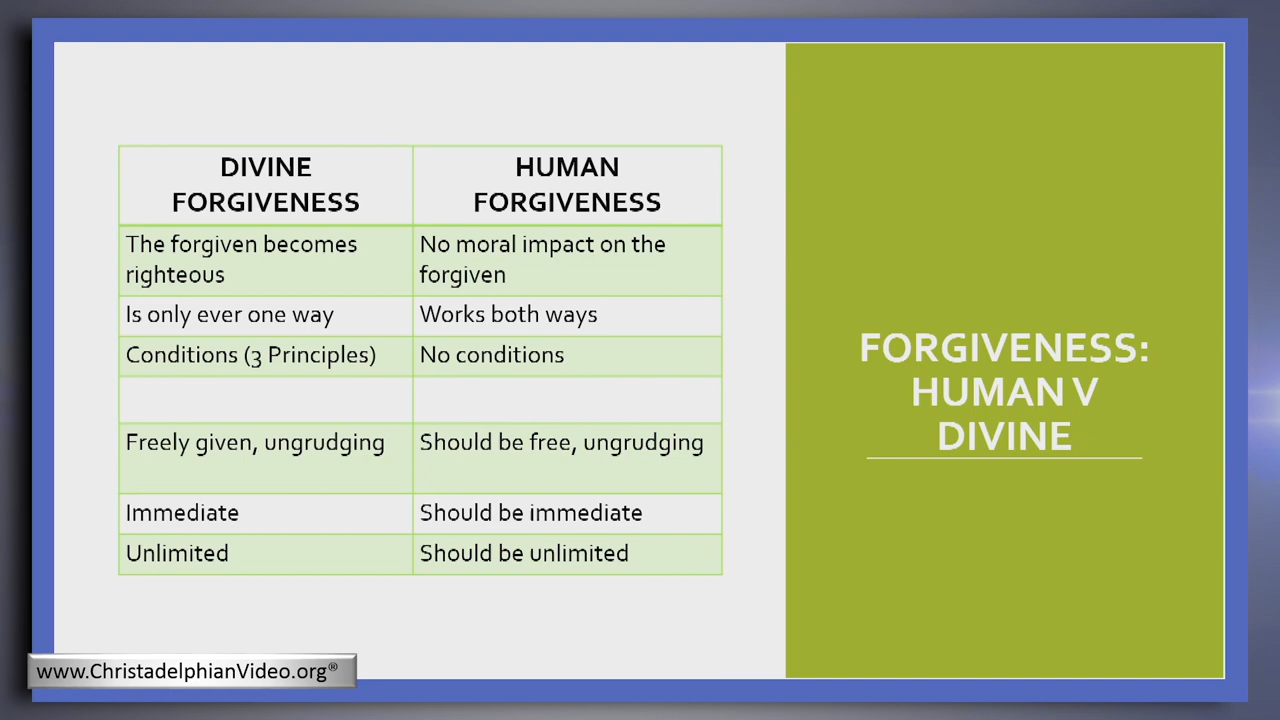 DIVINE
FORGIVENESS
HUMAN
FORGIVENESS
The forgiven becomes
righteous
No moral impact on the
forgiven
Is only ever one way
Works both ways
Conditions (3 Principles)
No conditions
Freely given, ungrudging
Should be free, ungrudging
Immediate
Should be immediate
Unlimited
Should be unlimited
FORGIVENESS:
HUMAN V
DIVINE
www.ChristadelphianVideo.org®